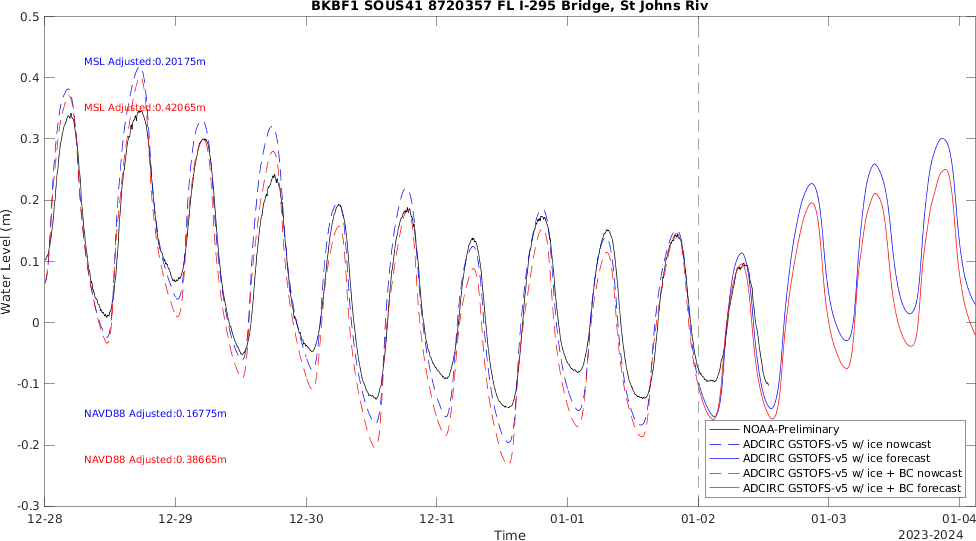 BKBF1 SOUS41 8720357 FL I-295 Bridge, St Johns Riv
0.5
0.4
0.3
0.2
0.1
0
-0.1
-0.2
-0.3
Water Level (m)
MSL Adjusted:0.20175m
MSL Adjusted:0.42065m
NAVD88 Adjusted:0.16775m
NAVD88 Adjusted:0.38665m
NOAA-Preliminary
ADCIRC GSTOFS-v5 w/ ice nowcast
ADCIRC GSTOFS-v5 w/ ice forecast
ADCIRC GSTOFS-v5 w/ ice + BC nowcast
ADCIRC GSTOFS-v5 w/ ice + BC forecast
12-28 12-29 12-30 12-31 01-01 01-02 01-03 01-04
Time
2023-2024